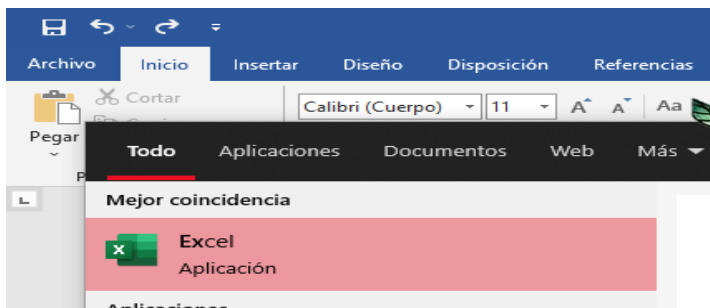 Archivo Inicio Insertar Diseño Disposición Referencias
Cortar
Calibri (Cuerpo) 11 A A Aa
Pegar
Todo Aplicaciones Documentos Web Más
Mejor coincidencia
Excel
Aplicación
Aplicaciones